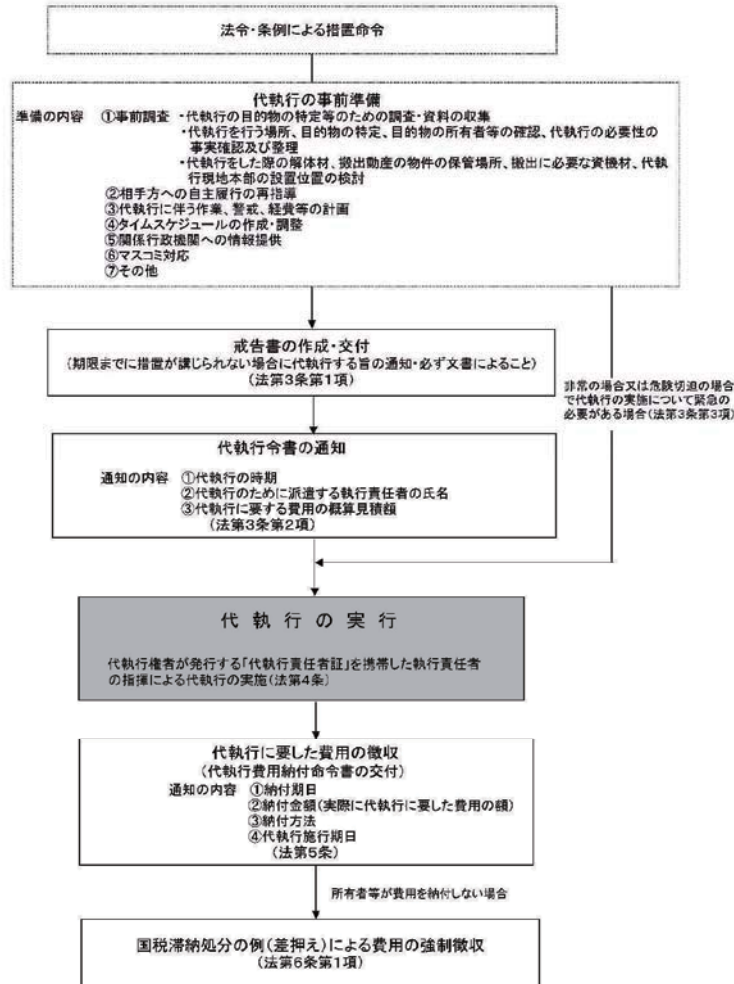 法令・条例による措置命令
代執行の事前準備
準備の内容 ①事前調査 ・代執行の目的物の特定等のための調査・資料の収集
・代執行を行う場所、目的物の特定、目的物の所有者等の確認、代執行の必要性の
事実確認及び整理
・代執行をした際の解体材、搬出動産の物件の保管場所、搬出に必要な資機材、代執
行現地本部の設置位置の検討
②相手方への自主履行の再指導
③代執行に伴う作業、警戒、経費等の計画
④タイムスケジュールの作成・調整
⑤関係行政機関への情報提供
⑥マスコミ対応
⑦その他
戒告書の作成・交付
(期限までに措置が講じられない場合に代執行する旨の通知・必ず文書によること)
(法第3条第1項)
非常の場合又は危険切迫の場合
で代執行の実施について緊急の
必要がある場合(法第3条第3項)
代執行令書の通知
通知の内容 ①代執行の時期
②代執行のために派遣する執行責任者の氏名
③代執行に要する費用の概算見積額
(法第3条第2項)
代執行の実行
代執行権者が発行する「代執行責任者証」を携帯した執行責任者
の指揮による代執行の実施(法第4条)
代執行に要した費用の徴収
(代執行費用納付命令書の交付)
通知の内容 ①納付期日
②納付金額(実際に代執行に要した費用の額)
③納付方法
④代執行施行期日
(法第5条)
所有者等が費用を納付しない場合
国税滞納処分の例(差押え)による費用の強制徴収
(法第6条第1項)